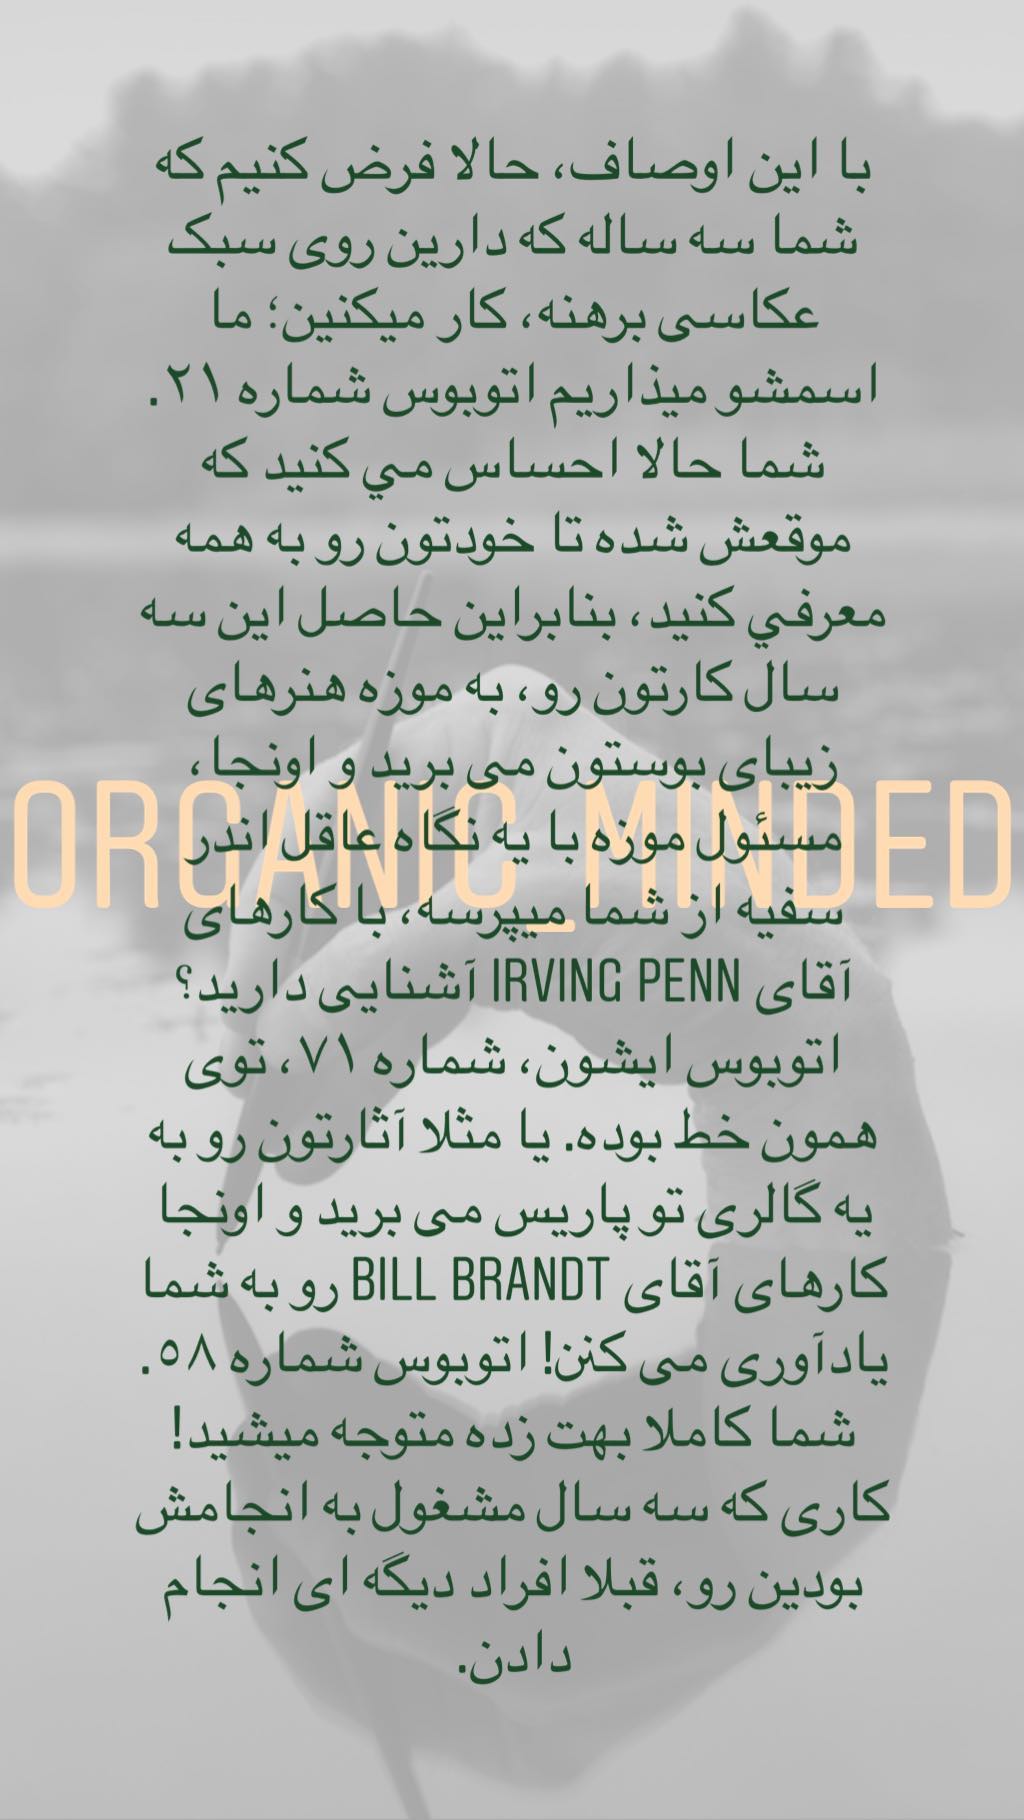 با این اوصاف، حالا فرض کنیم که
شما سه ساله که دارین روی سبک
عکاسی برهنه، کار میکنین؛ ما
اسمشو میذاریم اتوبوس شماره ۲۱.
شما حالا احساس مي کنید که
موقعش شده تا خودتون رو به همه
معرفي کنید، بنابراین حاصل این سه
سال کارتون رو، به موزه هنرهای
زیبای بوستون می برید و اونجا،
ORGANIC_MINDED
مسئول موزه با یه نگاه عاقل اندر
سفیه از شما میپرسه، با کارهای
آقای IRVING PENN آشنایی دارید؟
اتوبوس ایشون، شماره ۷۱، توی
همون خط بوده. یا مثلا آثارتون رو به
یه گالری تو پاریس می برید و اونجا
کارهای آقای BILL BRANDT رو به شما
یادآوری می کنن! اتوبوس شماره ۵۸.
شما کاملا بهت زده متوجه میشید!
کاری که سه سال مشغول به انجامش
بودین رو، قبلا افراد دیگه ای انجام
دادن.